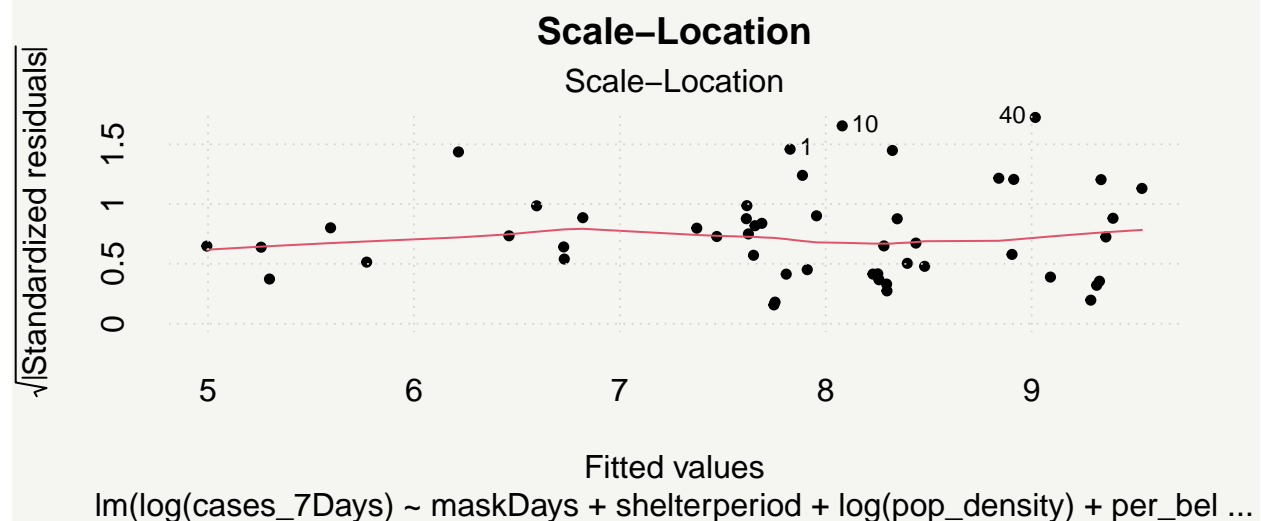 Scale−Location
Scale−Location
√|Standardized residuals|
1.5
1
0.5
0
40
10
1
5 6 7 8 9
Fitted values
lm(log(cases_7Days) ~ maskDays + shelterperiod + log(pop_density) + per_bel ...